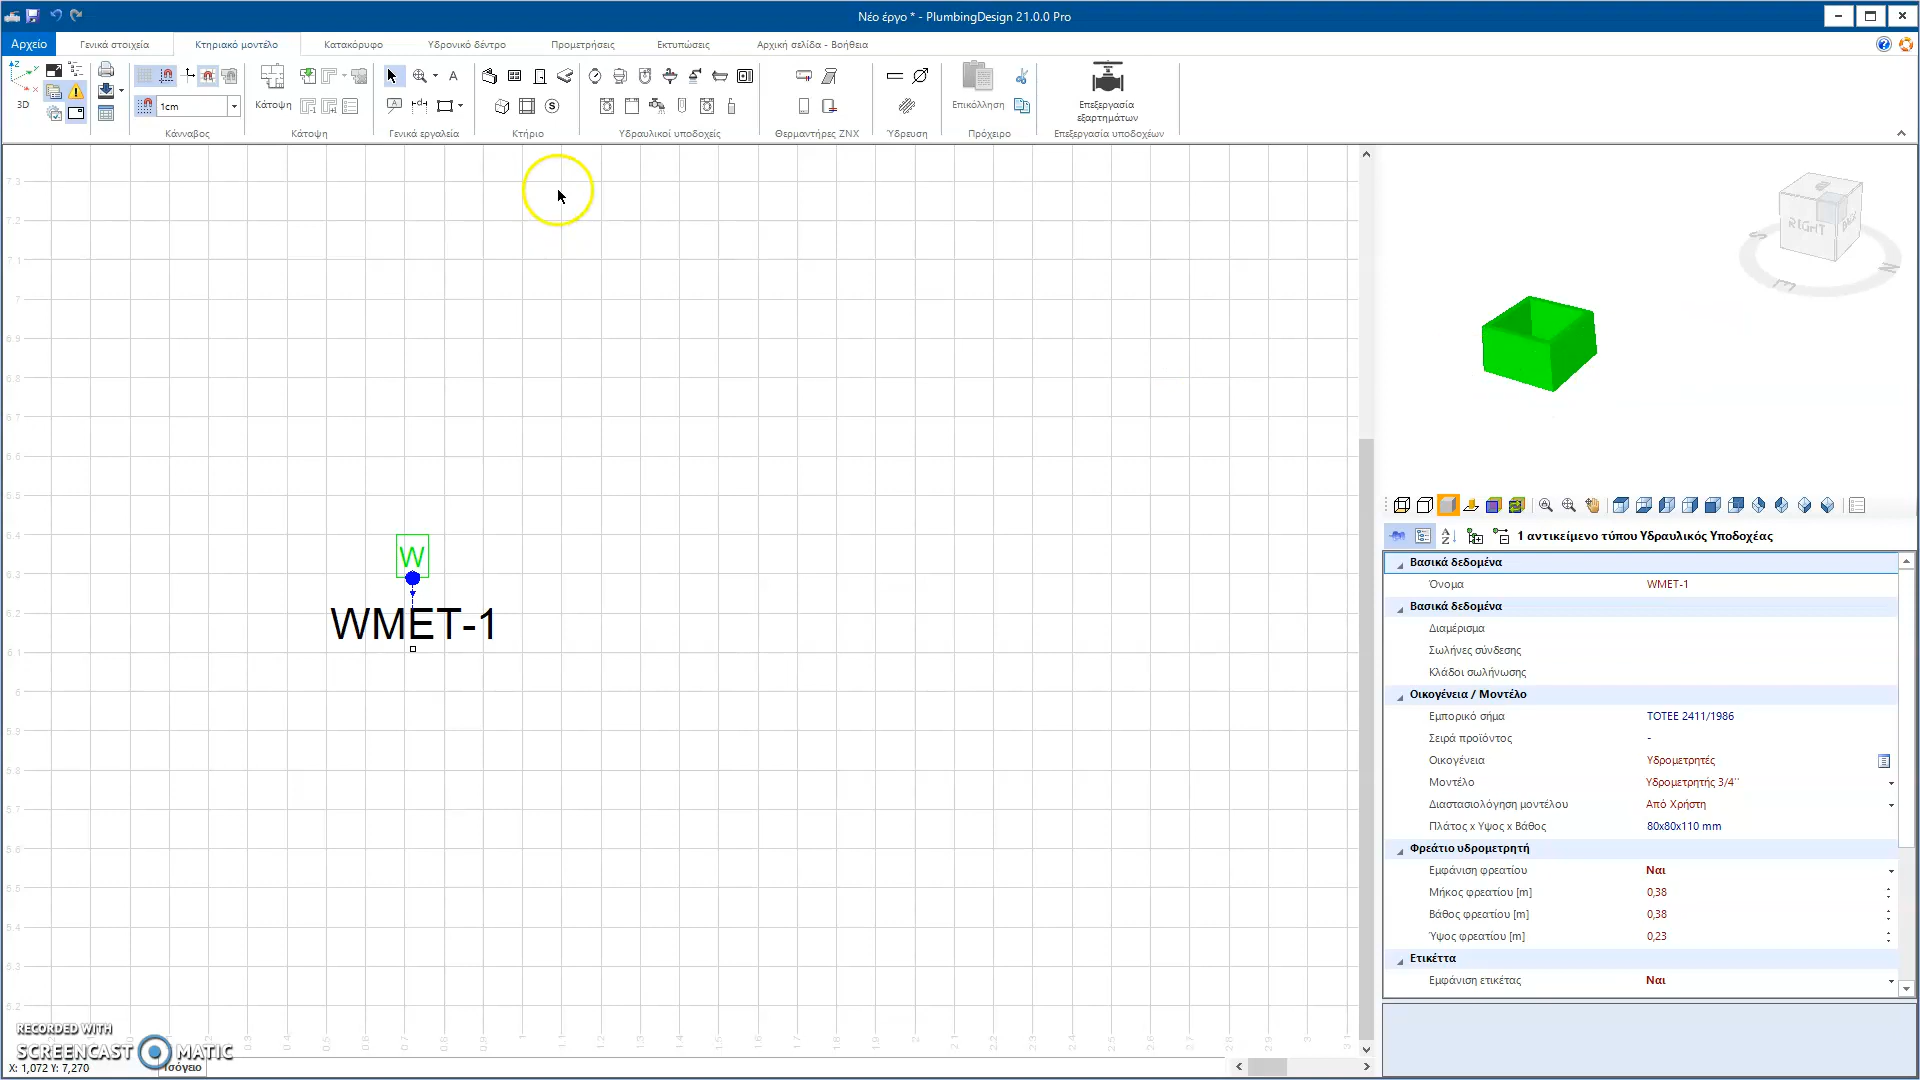 Νέο έργο * - PlumbingDesign 21.0.0 Pro
Αρχείο
Γενικά στοιχεία
Κτηριακό μοντέλο
Κατακόρυφο
Υδρονικό δέντρο
Προμετρήσεις
Εκτυπώσεις
Αρχική σελίδα - Βοήθεια
3D
1cm
Κάνναβος
Κάτοψη
Κάτοψη
Γενικά εργαλεία
Κτήριο
Υδραυλικοί υποδοχείς
Θερμαντήρες ΖΝΧ
Ύδρευση
Επικόλληση
Πρόχειρο
Επεξεργασία
εξαρτημάτων
Επεξεργασία υποδοχέων
W
WMET-1
RIGHT
BACK
S
E
N
1 αντικείμενο τύπου Υδραυλικός Υποδοχέας
Βασικά δεδομένα
Όνομα WMET-1
Βασικά δεδομένα
Διαμέρισμα
Σωλήνες σύνδεσης
Κλάδοι σωλήνωσης
Οικογένεια / Μοντέλο
Εμπορικό σήμα ΤΟΤΕΕ 2411/1986
Σειρά προϊόντος -
Οικογένεια Υδρομετρητές
Μοντέλο Υδρομετρητής 3/4''
Διαστασιολόγηση μοντέλου Από Χρήστη
Πλάτος x Υψος x Βάθος 80x80x110 mm
Φρεάτιο υδρομετρητή
Εμφάνιση φρεατίου Ναι
Μήκος φρεατίου [m] 0,38
Βάθος φρεατίου [m] 0,38
Ύψος φρεατίου [m] 0,23
Ετικέττα
Εμφάνιση ετικέτας Ναι
RECORDED WITH
SCREENCAST MATIC
X: 1,072 Y: 7,270
Ισόγειο